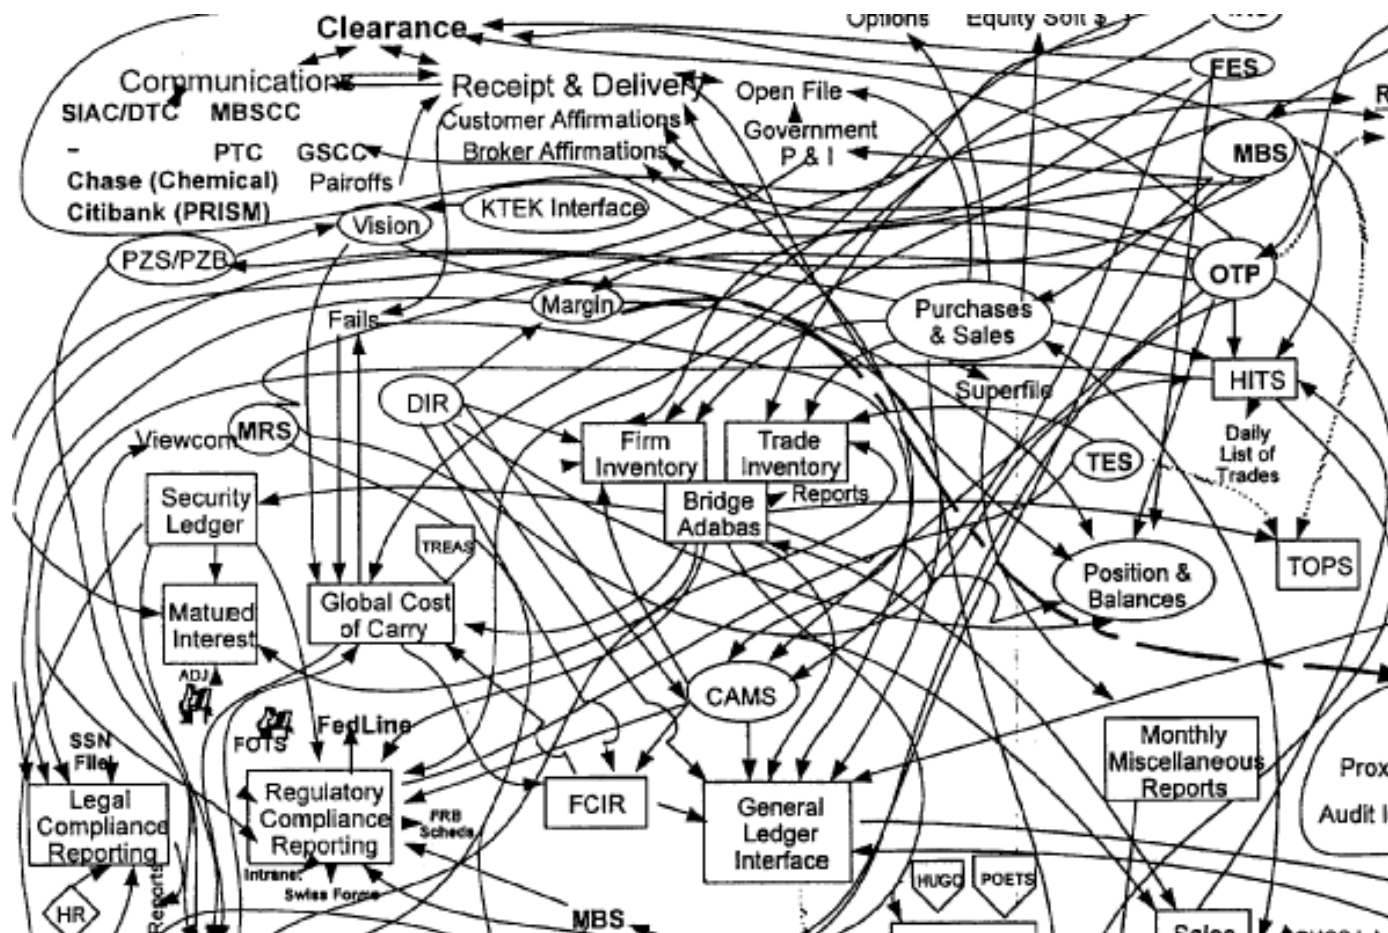 Clearance
Options
Equity Soft $
FES
Communications
Receipt & Delivery
Open File
R
SIAC/DTC
MBSCC
Customer Affirmations
Government
P & I
–
PTC
GSCC
Broker Affirmations
MBS
Chase (Chemical)
Pairoffs
Citibank (PRISM)
KTEK Interface
Vision
PZS/PZB
OTP
Margin
Purchases
& Sales
Fails
HITS
Superfile
DIR
Viewcom
MRS
Firm
Inventory
Trade
Inventory
Daily
List of
Trades
TES
Security
Ledger
Bridge
Adabas
Reports
TREAS
TOPS
Position &
Balances
Matured
Interest
Global Cost
of Carry
ADJ
CAMS
FOTS
FedLine
SSN
File
Monthly
Miscellaneous
Reports
Prox
Legal
Compliance
Reporting
Regulatory
Compliance
Reporting
FRB
Scheds
FCIR
General
Ledger
Interface
Audit
Intranet
Swiss Forms
HUGO
POETS
HR
Reports
MBS
Sales